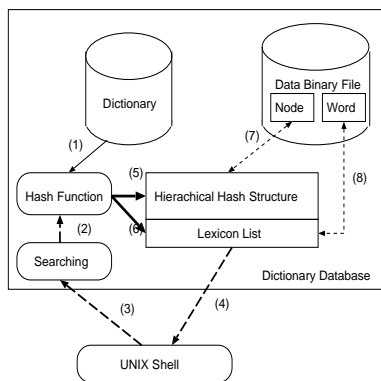 Data Binary File
Dictionary
Node
Word
(1)
(7)
(5)
(8)
Hash Function
Hierachical Hash Structure
(2)
(6)
Lexicon List
Searching
Dictionary Database
(3)
(4)
UNIX Shell